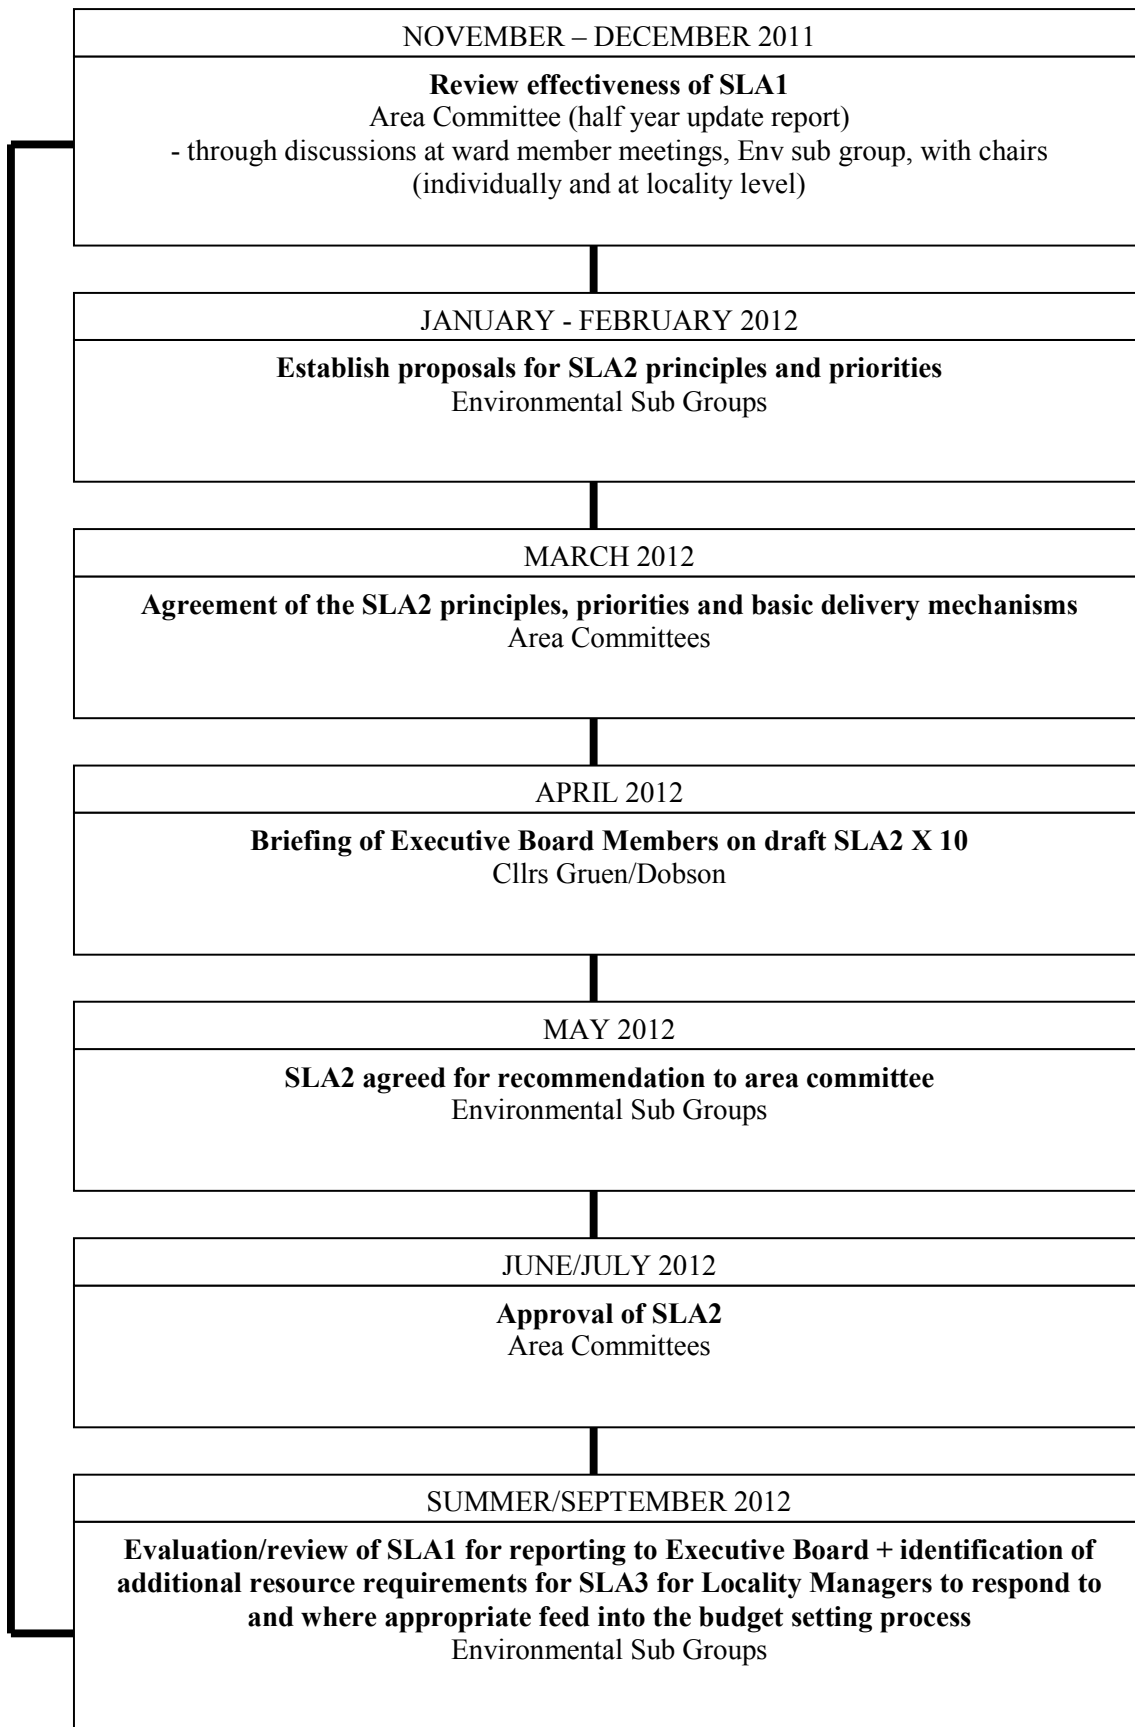 NOVEMBER – DECEMBER 2011
Review effectiveness of SLA1
Area Committee (half year update report)
- through discussions at ward member meetings, Env sub group, with chairs
(individually and at locality level)
JANUARY - FEBRUARY 2012
Establish proposals for SLA2 principles and priorities
Environmental Sub Groups
MARCH 2012
Agreement of the SLA2 principles, priorities and basic delivery mechanisms
Area Committees
APRIL 2012
Briefing of Executive Board Members on draft SLA2 X 10
Cllrs Gruen/Dobson
MAY 2012
SLA2 agreed for recommendation to area committee
Environmental Sub Groups
JUNE/JULY 2012
Approval of SLA2
Area Committees
SUMMER/SEPTEMBER 2012
Evaluation/review of SLA1 for reporting to Executive Board + identification of
additional resource requirements for SLA3 for Locality Managers to respond to
and where appropriate feed into the budget setting process
Environmental Sub Groups